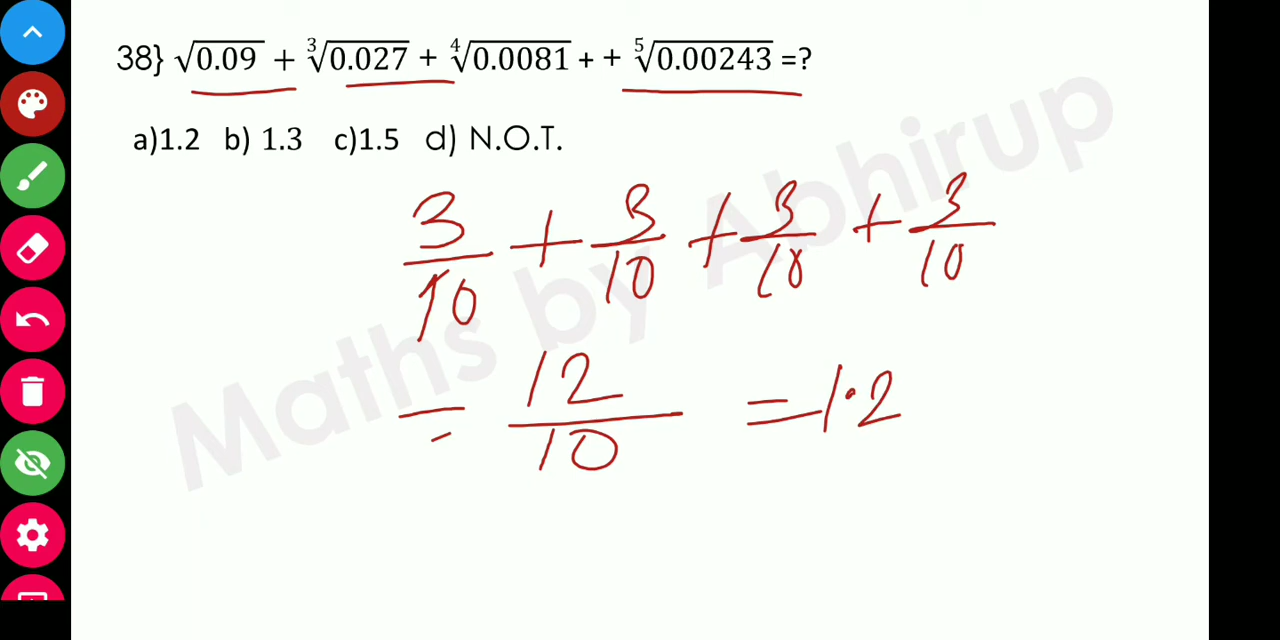 38} √0.09 + ∛0.027 + ∜0.0081 + + ⁵√0.00243 =?
a)1.2 b) 1.3 c)1.5 d) N.O.T.
3/10 + 3/10 + 3/10 + 3/10
= 12/10 = 1.2
Maths by Abhirup